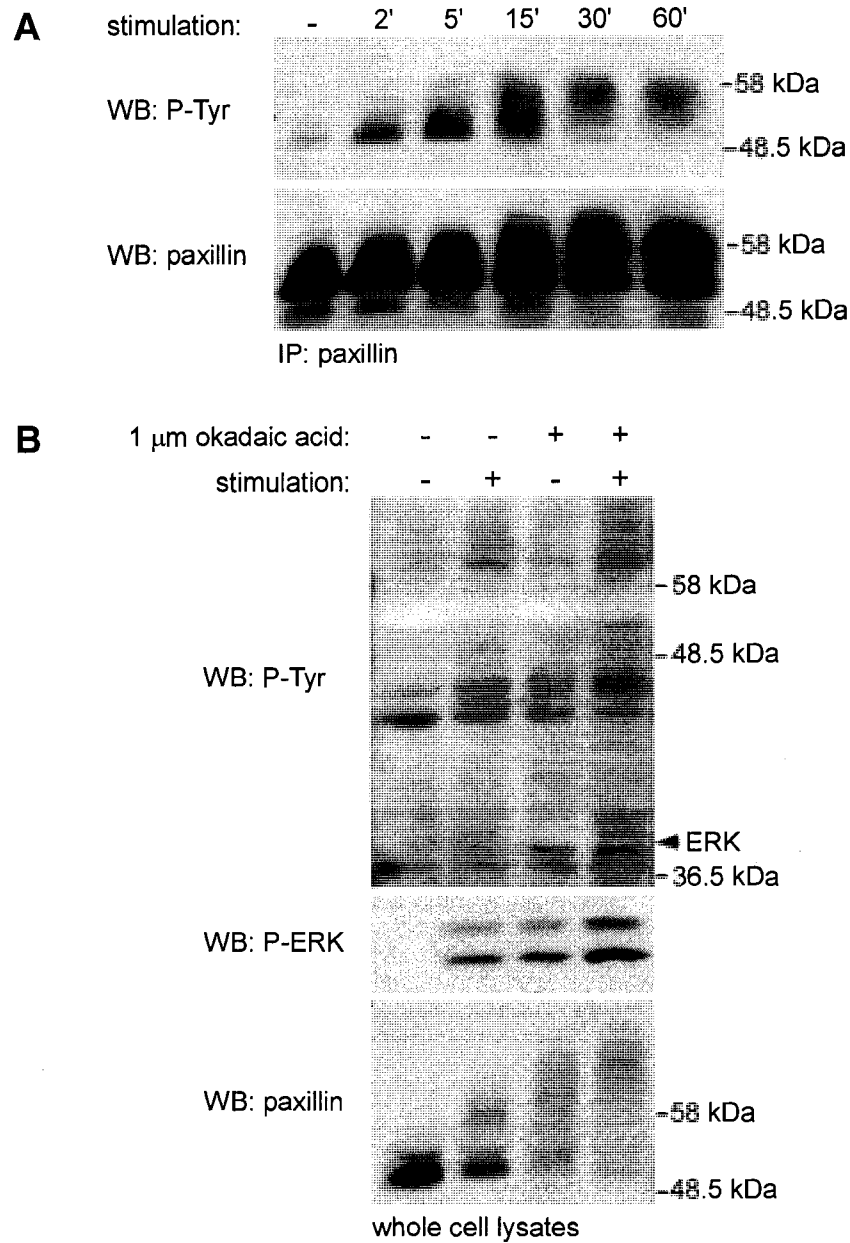 A
stimulation: - 2' 5' 15' 30' 60'
WB: P-Tyr
58 kDa
48.5 kDa
WB: paxillin
58 kDa
48.5 kDa
IP: paxillin
B
1 μm okadaic acid: - - + +
stimulation: - + - +
58 kDa
48.5 kDa
WB: P-Tyr
ERK
36.5 kDa
WB: P-ERK
WB: paxillin
58 kDa
48.5 kDa
whole cell lysates